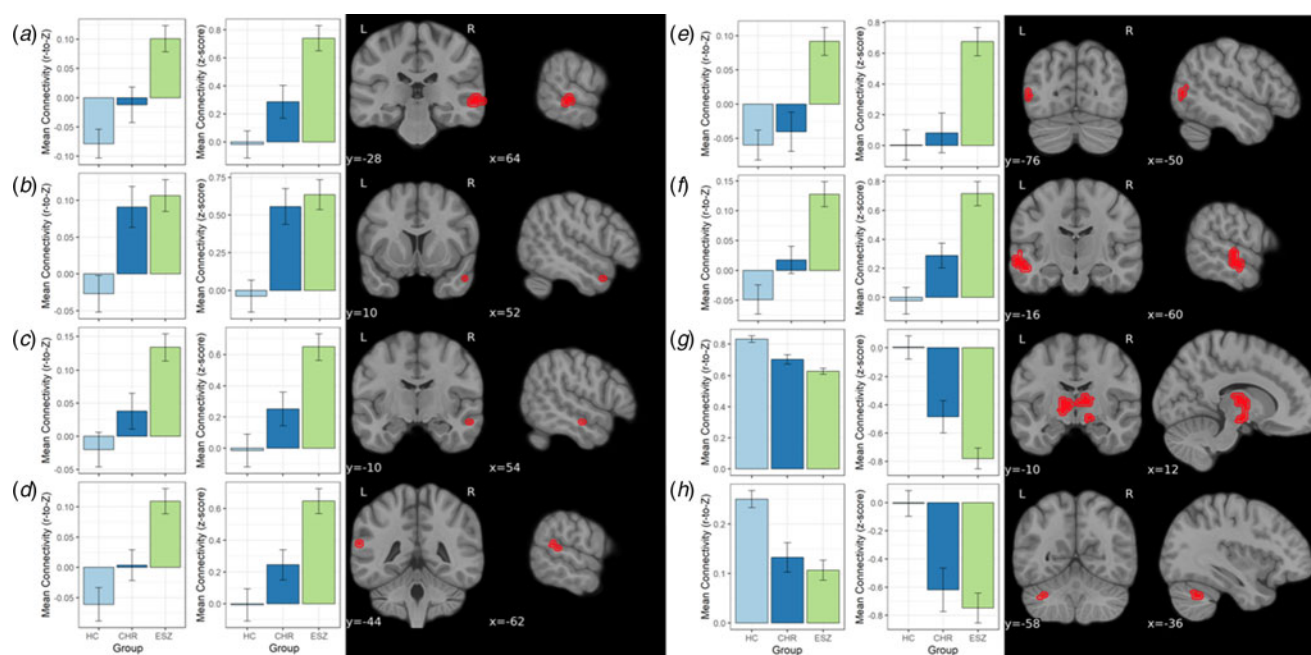 (a)
Mean Connectivity (r-to-Z)
0.10
0.05
0.00
-0.05
-0.10
Mean Connectivity (z-score)
0.8
0.6
0.4
0.2
0.0
L
R
y=-28
x=64
(b)
Mean Connectivity (r-to-Z)
0.10
0.05
0.00
-0.05
Mean Connectivity (z-score)
0.75
0.50
0.25
0.00
y=10
x=52
(c)
Mean Connectivity (r-to-Z)
0.15
0.10
0.05
0.00
-0.05
Mean Connectivity (z-score)
0.6
0.4
0.2
0.0
L
R
y=-10
x=54
(d)
Mean Connectivity (r-to-Z)
0.10
0.05
0.00
-0.05
HC
CHR
ESZ
Group
Mean Connectivity (z-score)
0.6
0.4
0.2
0.0
HC
CHR
ESZ
Group
L
R
y=-44
x=-62
(e)
Mean Connectivity (r-to-Z)
0.10
0.05
0.00
-0.05
Mean Connectivity (z-score)
0.6
0.4
0.2
0.0
L
R
y=-76
x=-50
(f)
Mean Connectivity (r-to-Z)
0.15
0.10
0.05
0.00
-0.05
Mean Connectivity (z-score)
0.8
0.6
0.4
0.2
0.0
y=-16
x=-60
(g)
Mean Connectivity (r-to-Z)
0.8
0.6
0.4
0.2
0.0
Mean Connectivity (z-score)
0.0
-0.2
-0.4
-0.6
-0.8
L
R
y=-10
x=12
(h)
Mean Connectivity (r-to-Z)
0.2
0.1
0.0
HC
CHR
ESZ
Group
Mean Connectivity (z-score)
0.0
-0.2
-0.4
-0.6
-0.8
HC
CHR
ESZ
Group
L
R
y=-58
x=-36